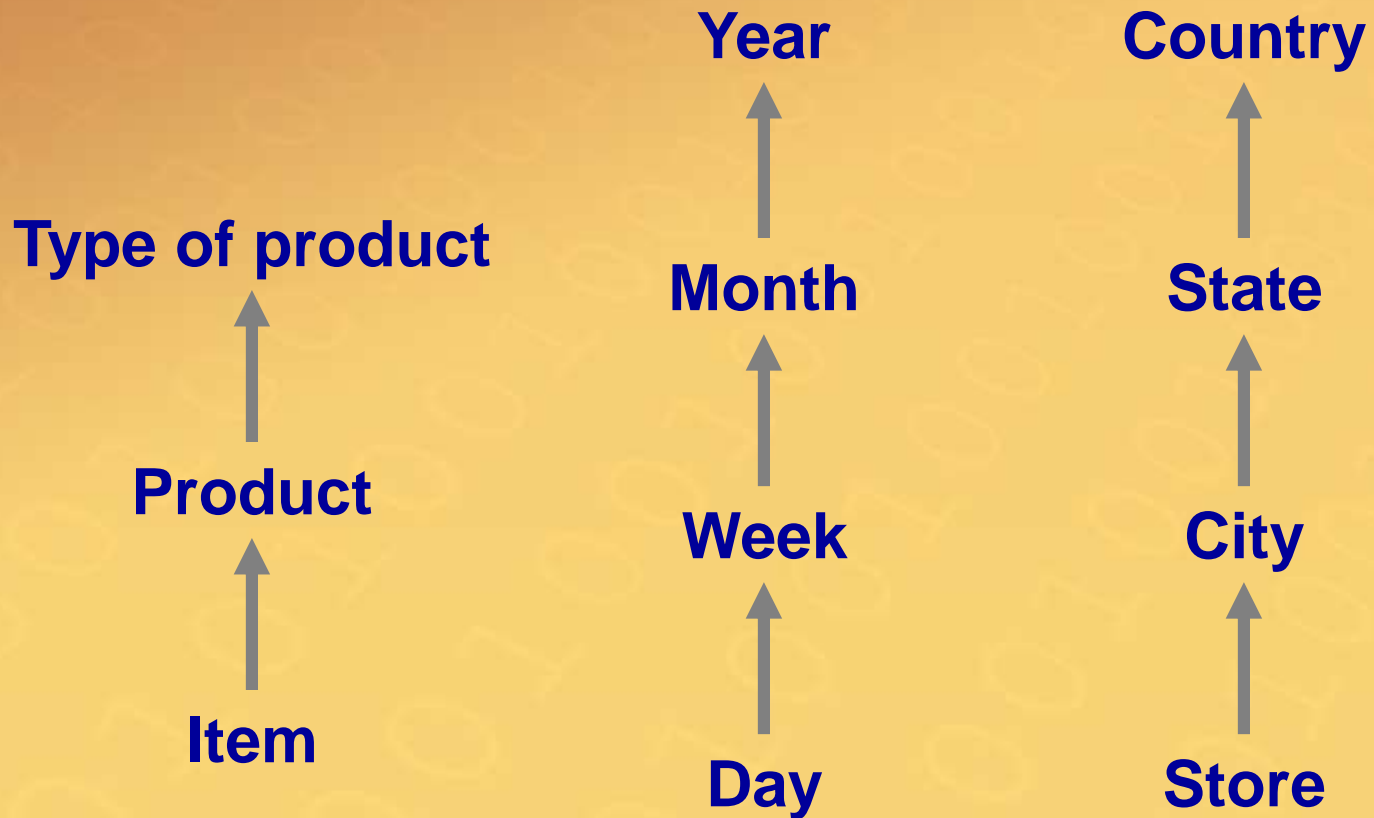 Year
Country
Type of product
Month
State
Product
Week
City
Item
Day
Store